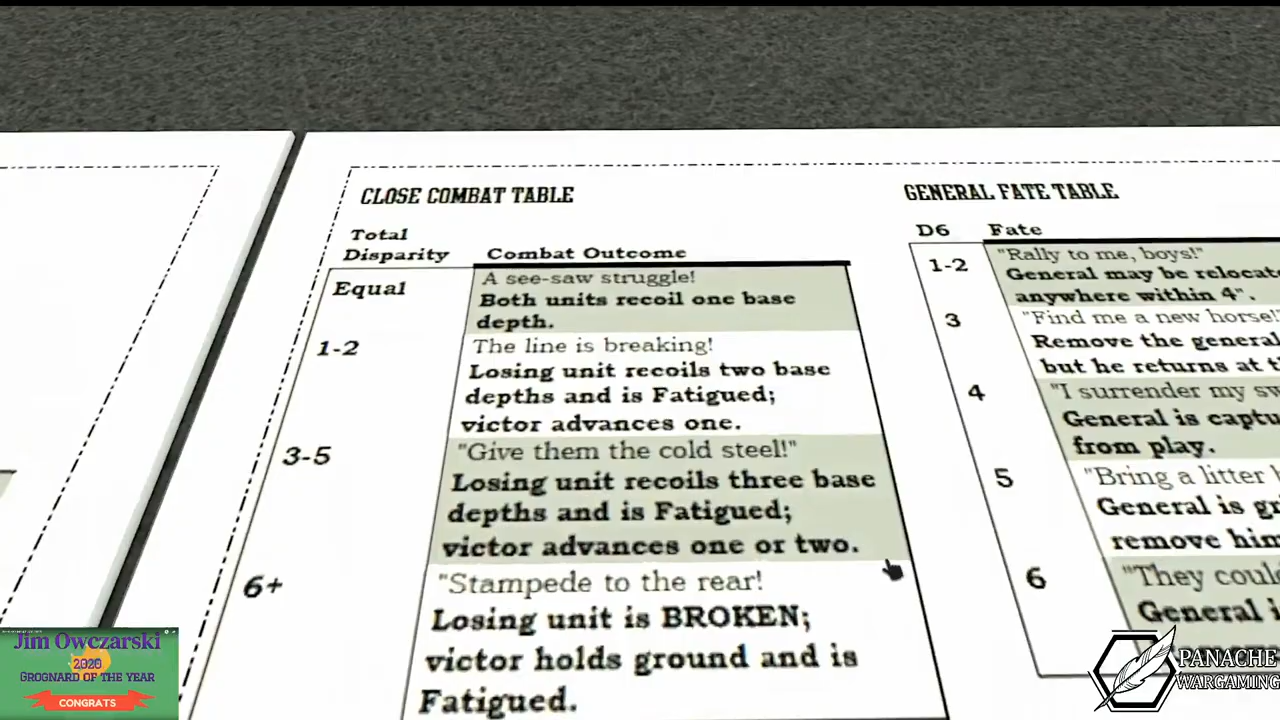 CLOSE COMBAT TABLE
Total
Disparity Combat Outcome
Equal
A see-saw struggle!
Both units recoil one base
depth.
1-2
The line is breaking!
Losing unit recoils two base
depths and is Fatigued;
victor advances one.
3-5
"Give them the cold steel!"
Losing unit recoils three base
depths and is Fatigued;
victor advances one or two.
6+
"Stampede to the rear!
Losing unit is BROKEN;
victor holds ground and is
Fatigued.
GENERAL FATE TABLE
D6 Fate
1-2
"Rally to me, boys!"
General may be relocate
anywhere within 4".
3
"Find me a new horse!"
Remove the general
but he returns at t
4
"I surrender my sw
General is captu
from play.
5
"Bring a litter
General is gr
remove him
6
"They coul
General i
Jim Owczarski
2020
GROGNARD OF THE YEAR
CONGRATS
PANACHE
WARGAMING